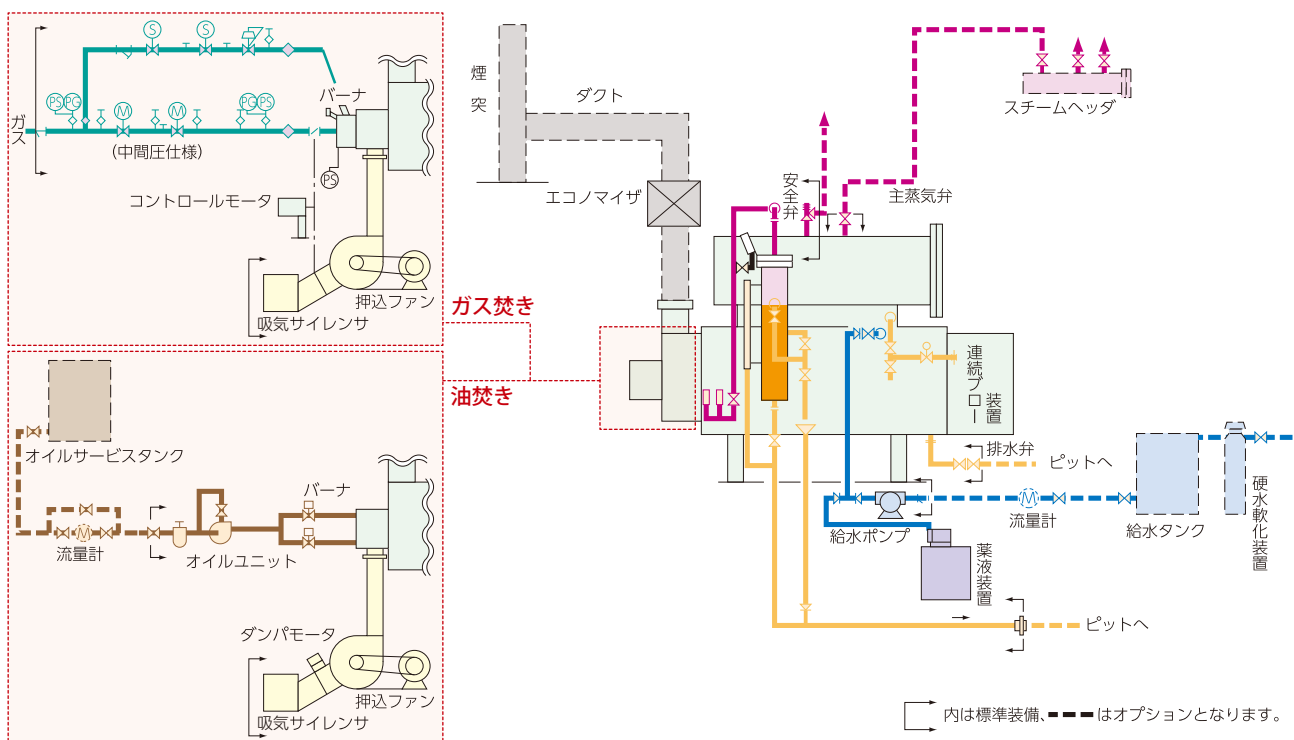 ガス
S
S
PS
PG
M
M
PG
PS
(中間圧仕様)
バーナ
PS
コントロールモータ
押込ファン
吸気サイレンサ
ガス焚き
油焚き
オイルサービスタンク
流量計
M
オイルユニット
バーナ
ダンパモータ
押込ファン
吸気サイレンサ
煙突
ダクト
エコノマイザ
安全弁
主蒸気弁
スチームヘッダ
連続ブロー装置
排水弁
ピットへ
給水ポンプ
M
流量計
給水タンク
硬水軟化装置
薬液装置
ピットへ
内は標準装備、
はオプションとなります。